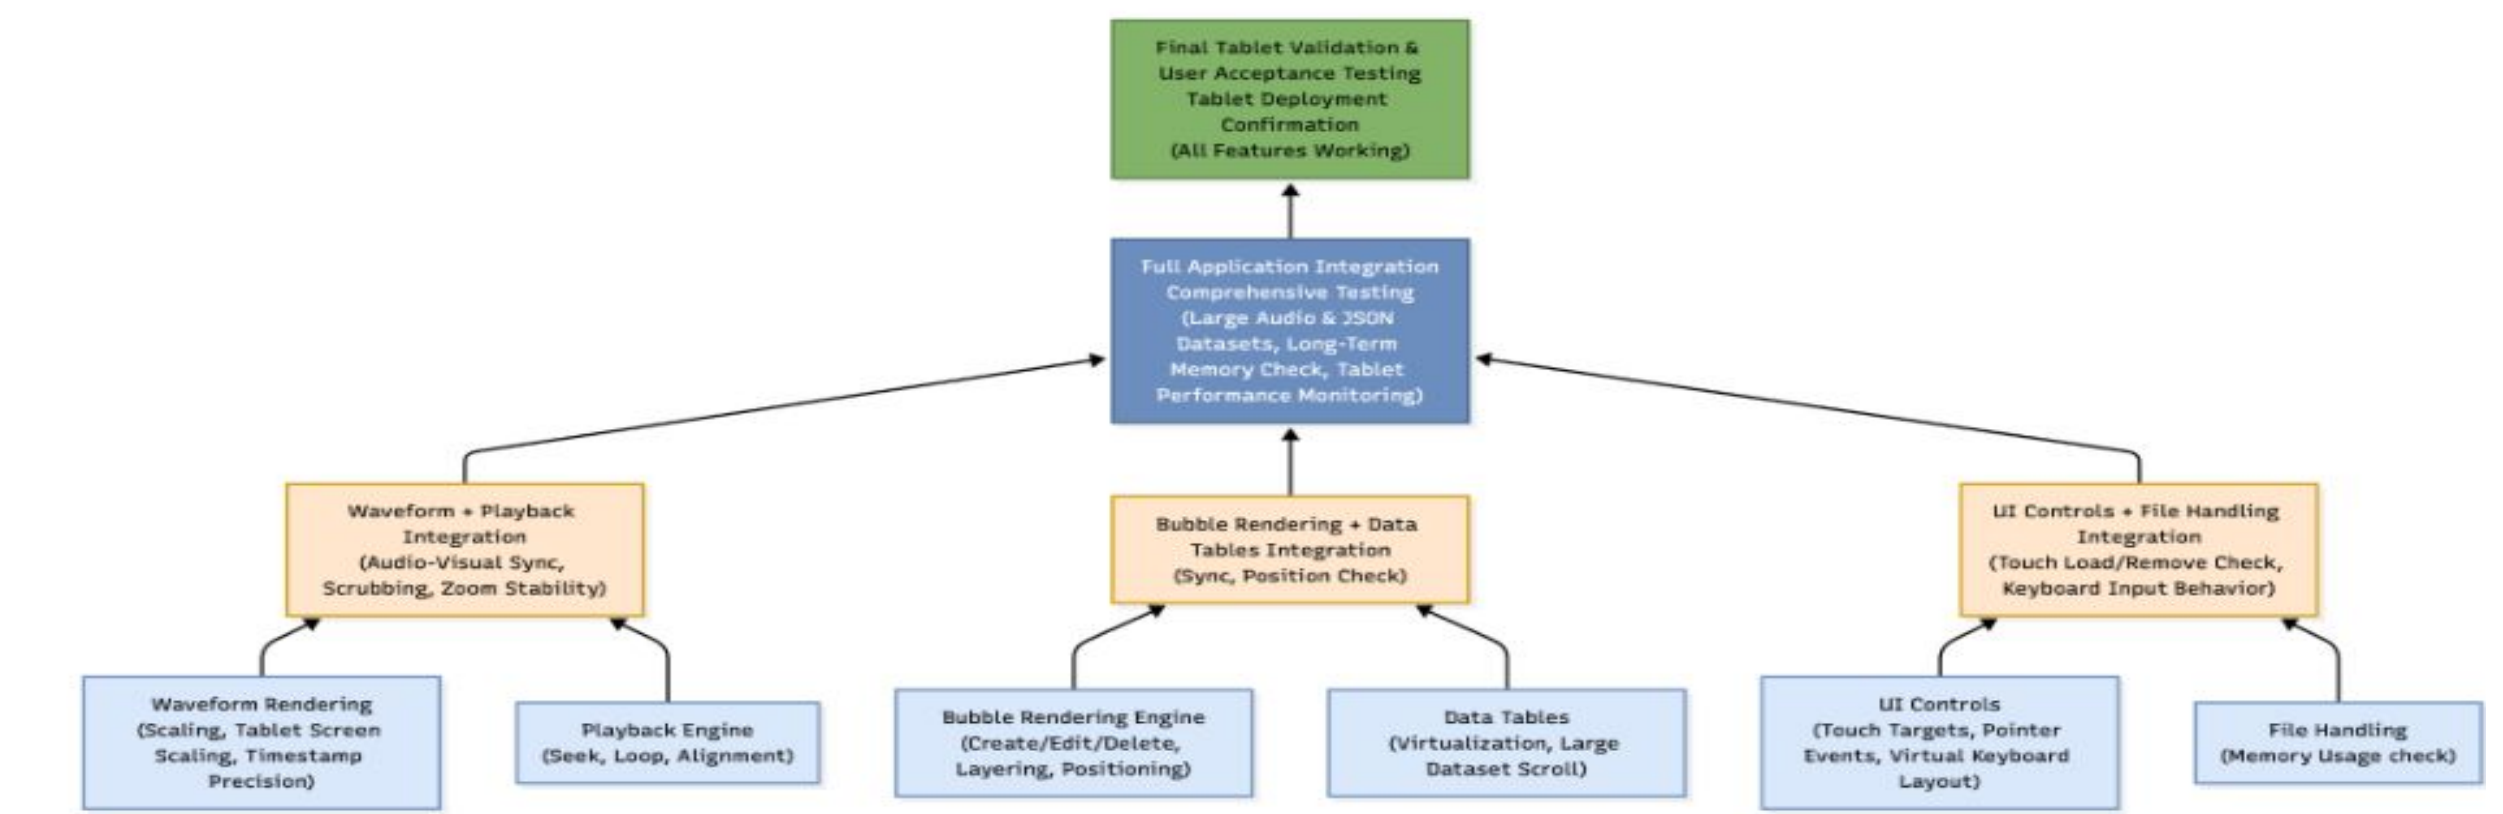 Final Tablet Validation &
User Acceptance Testing
Tablet Deployment
Confirmation
(All Features Working)
Full Application Integration
Comprehensive Testing
(Large Audio & JSON
Datasets, Long-Term
Memory Check, Tablet
Performance Monitoring)
Waveform + Playback
Integration
(Audio-Visual Sync,
Scrubbing, Zoom Stability)
Bubble Rendering + Data
Tables Integration
(Sync, Position Check)
UI Controls + File Handling
Integration
(Touch Load/Remove Check,
Keyboard Input Behavior)
Waveform Rendering
(Scaling, Tablet Screen
Scaling, Timestamp
Precision)
Playback Engine
(Seek, Loop, Alignment)
Bubble Rendering Engine
(Create/Edit/Delete,
Layering, Positioning)
Data Tables
(Virtualization, Large
Dataset Scroll)
UI Controls
(Touch Targets, Pointer
Events, Virtual Keyboard
Layout)
File Handling
(Memory Usage check)